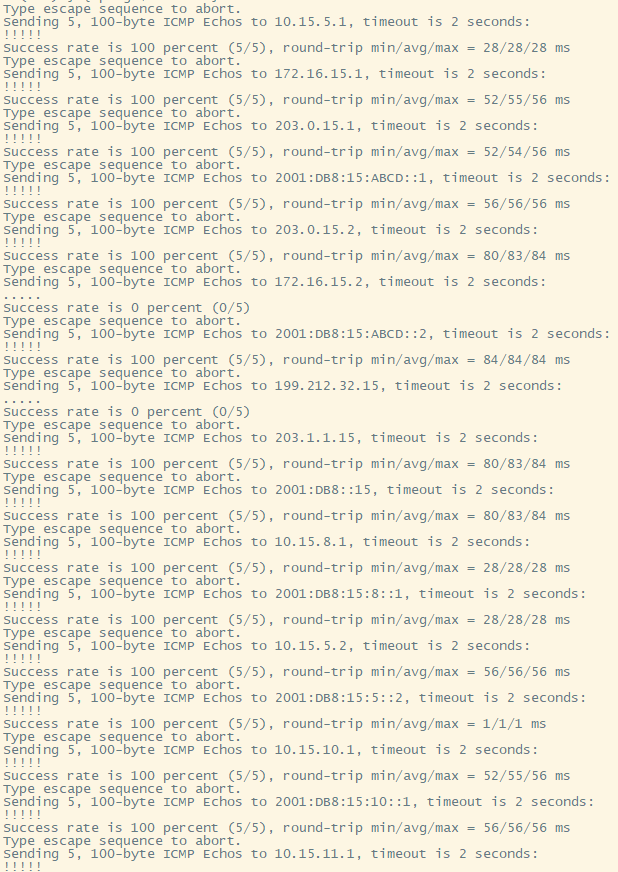 Type escape sequence to abort.
Sending 5, 100-byte ICMP Echos to 10.15.5.1, timeout is 2 seconds:
!!!!!
Success rate is 100 percent (5/5), round-trip min/avg/max = 28/28/28 ms
Type escape sequence to abort.
Sending 5, 100-byte ICMP Echos to 172.16.15.1, timeout is 2 seconds:
!!!!!
Success rate is 100 percent (5/5), round-trip min/avg/max = 52/55/56 ms
Type escape sequence to abort.
Sending 5, 100-byte ICMP Echos to 203.0.15.1, timeout is 2 seconds:
!!!!!
Success rate is 100 percent (5/5), round-trip min/avg/max = 52/54/56 ms
Type escape sequence to abort.
Sending 5, 100-byte ICMP Echos to 2001:DB8:15:ABCD::1, timeout is 2 seconds:
!!!!!
Success rate is 100 percent (5/5), round-trip min/avg/max = 56/56/56 ms
Type escape sequence to abort.
Sending 5, 100-byte ICMP Echos to 203.0.15.2, timeout is 2 seconds:
!!!!!
Success rate is 100 percent (5/5), round-trip min/avg/max = 80/83/84 ms
Type escape sequence to abort.
Sending 5, 100-byte ICMP Echos to 172.16.15.2, timeout is 2 seconds:
.....
Success rate is 0 percent (0/5)
Type escape sequence to abort.
Sending 5, 100-byte ICMP Echos to 2001:DB8:15:ABCD::2, timeout is 2 seconds:
!!!!!
Success rate is 100 percent (5/5), round-trip min/avg/max = 84/84/84 ms
Type escape sequence to abort.
Sending 5, 100-byte ICMP Echos to 199.212.32.15, timeout is 2 seconds:
.....
Success rate is 0 percent (0/5)
Type escape sequence to abort.
Sending 5, 100-byte ICMP Echos to 203.1.1.15, timeout is 2 seconds:
!!!!!
Success rate is 100 percent (5/5), round-trip min/avg/max = 80/83/84 ms
Type escape sequence to abort.
Sending 5, 100-byte ICMP Echos to 2001:DB8::15, timeout is 2 seconds:
!!!!!
Success rate is 100 percent (5/5), round-trip min/avg/max = 80/83/84 ms
Type escape sequence to abort.
Sending 5, 100-byte ICMP Echos to 10.15.8.1, timeout is 2 seconds:
!!!!!
Success rate is 100 percent (5/5), round-trip min/avg/max = 28/28/28 ms
Type escape sequence to abort.
Sending 5, 100-byte ICMP Echos to 2001:DB8:15:8::1, timeout is 2 seconds:
!!!!!
Success rate is 100 percent (5/5), round-trip min/avg/max = 28/28/28 ms
Type escape sequence to abort.
Sending 5, 100-byte ICMP Echos to 10.15.5.2, timeout is 2 seconds:
!!!!!
Success rate is 100 percent (5/5), round-trip min/avg/max = 56/56/56 ms
Type escape sequence to abort.
Sending 5, 100-byte ICMP Echos to 2001:DB8:15:5::2, timeout is 2 seconds:
!!!!!
Success rate is 100 percent (5/5), round-trip min/avg/max = 1/1/1 ms
Type escape sequence to abort.
Sending 5, 100-byte ICMP Echos to 10.15.10.1, timeout is 2 seconds:
!!!!!
Success rate is 100 percent (5/5), round-trip min/avg/max = 52/55/56 ms
Type escape sequence to abort.
Sending 5, 100-byte ICMP Echos to 2001:DB8:15:10::1, timeout is 2 seconds:
!!!!!
Success rate is 100 percent (5/5), round-trip min/avg/max = 56/56/56 ms
Type escape sequence to abort.
Sending 5, 100-byte ICMP Echos to 10.15.11.1, timeout is 2 seconds:
!!!!!